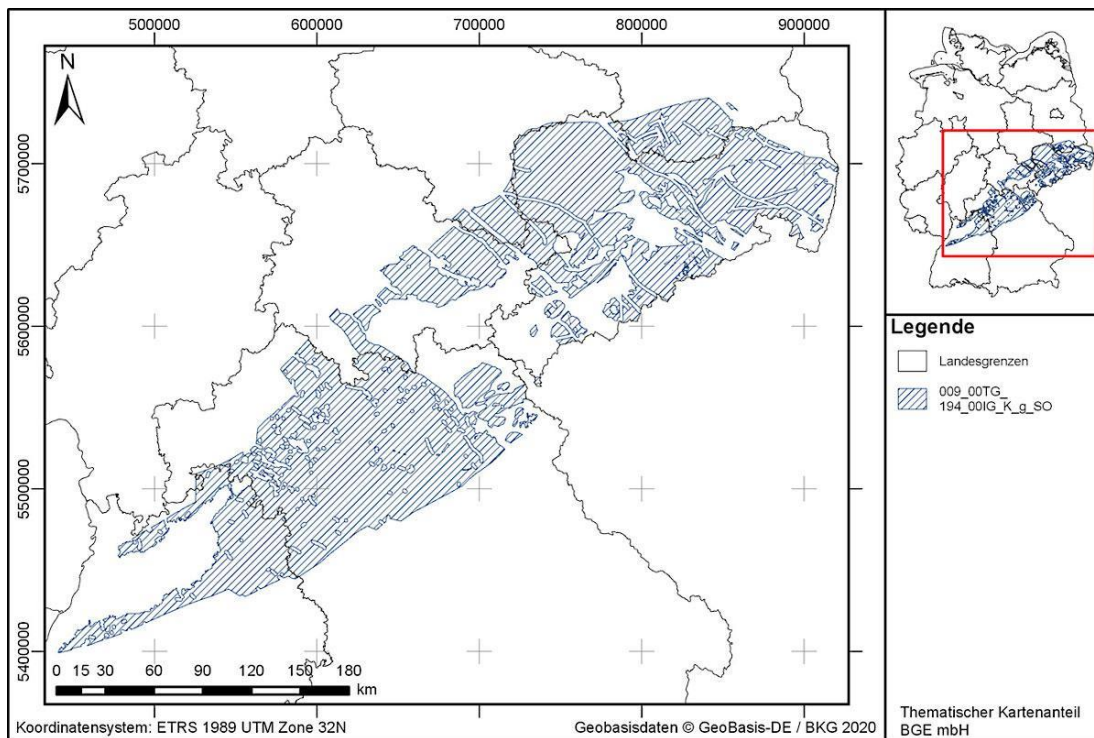 500000 600000 700000 800000 900000
N
5700000
5600000
5500000
5400000
0 15 30 60 90 120 150 180
km
Koordinatensystem: ETRS 1989 UTM Zone 32N
Geobasisdaten © GeoBasis-DE / BKG 2020
Legende
Landesgrenzen
009_00TG_
194_00IG_K_g_SO
Thematischer Kartenanteil
BGE mbH